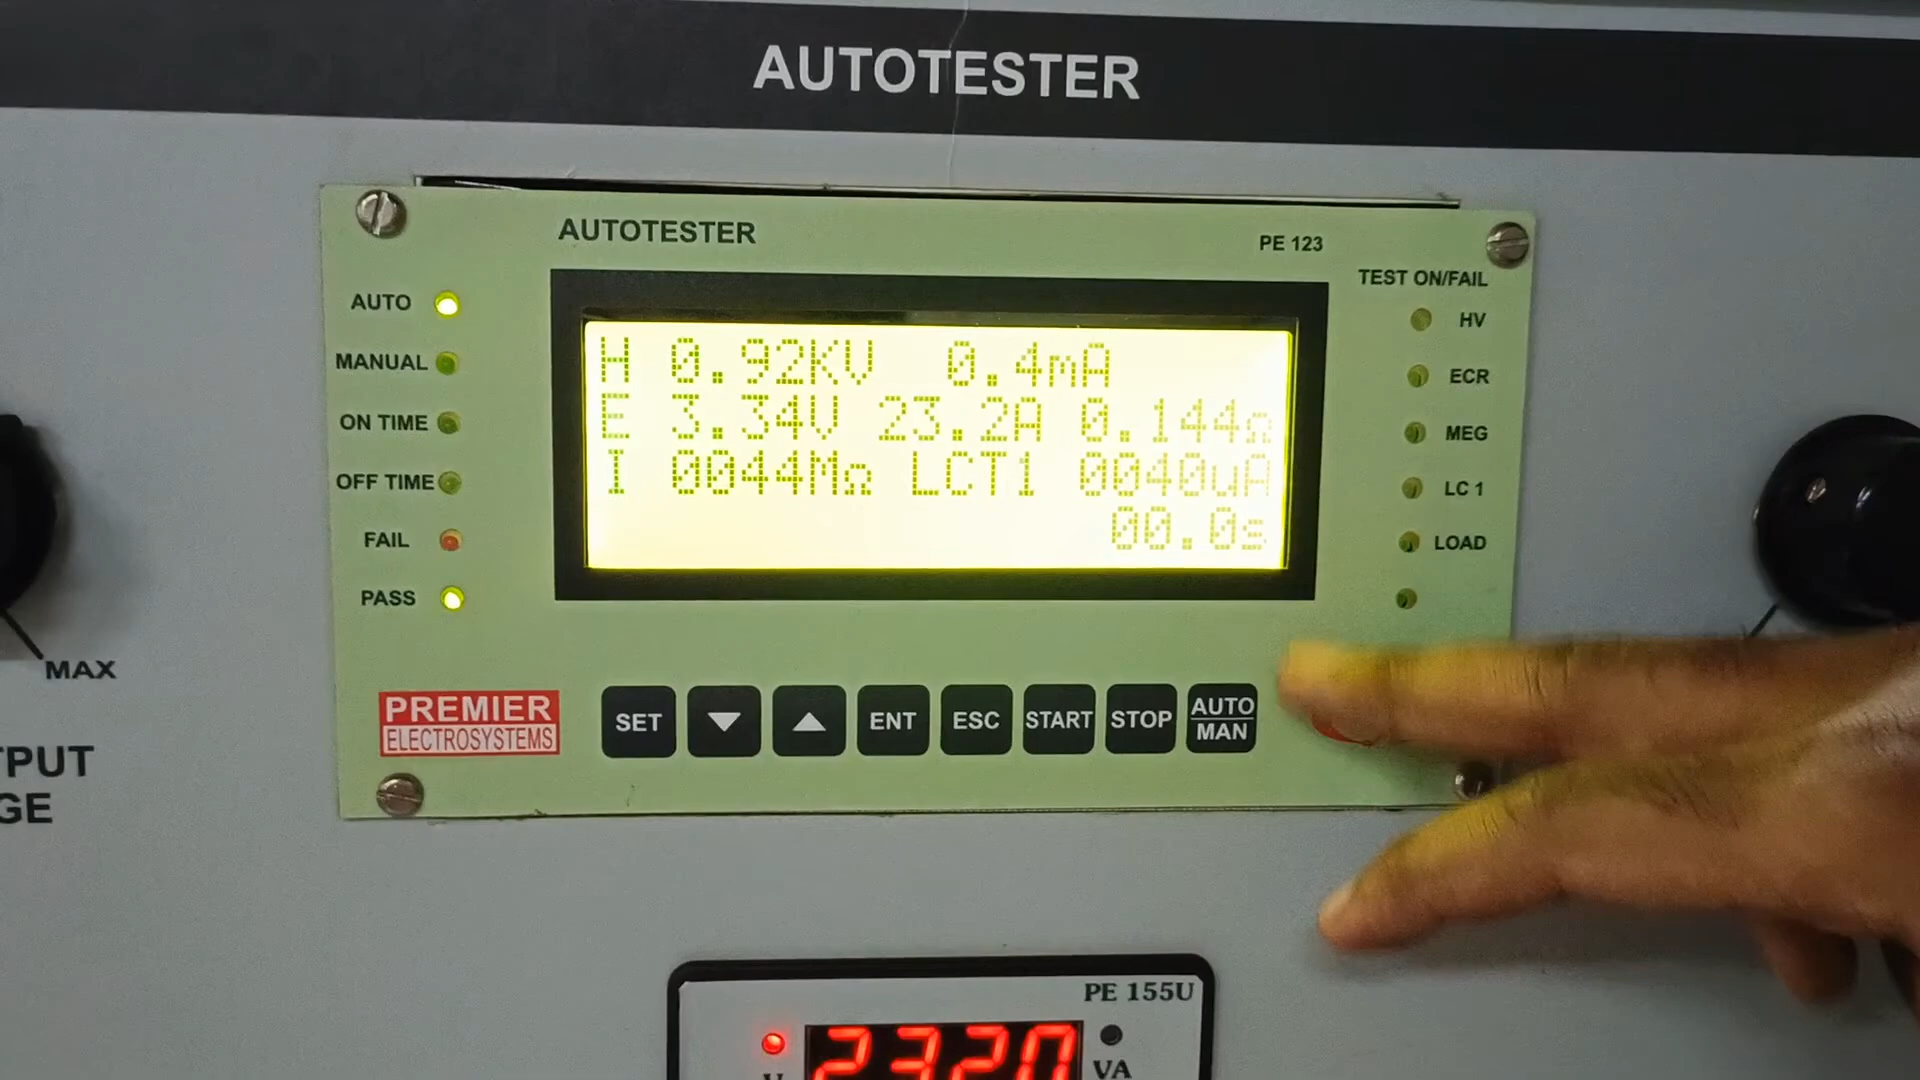 AUTOTESTER
AUTOTESTER
PE 123
TEST ON/FAIL
AUTO
MANUAL
ON TIME
OFF TIME
FAIL
PASS
H 0.92KV 0.4mA
E 3.34V 23.2A 0.144Ω
I 0044MΩ LCT1 0040uA
00.0s
HV
ECR
MEG
LC 1
LOAD
MAX
PREMIER
ELECTROSYSTEMS
SET ▼ ▲ ENT ESC START STOP AUTO MAN
PE 155U
2320
VA